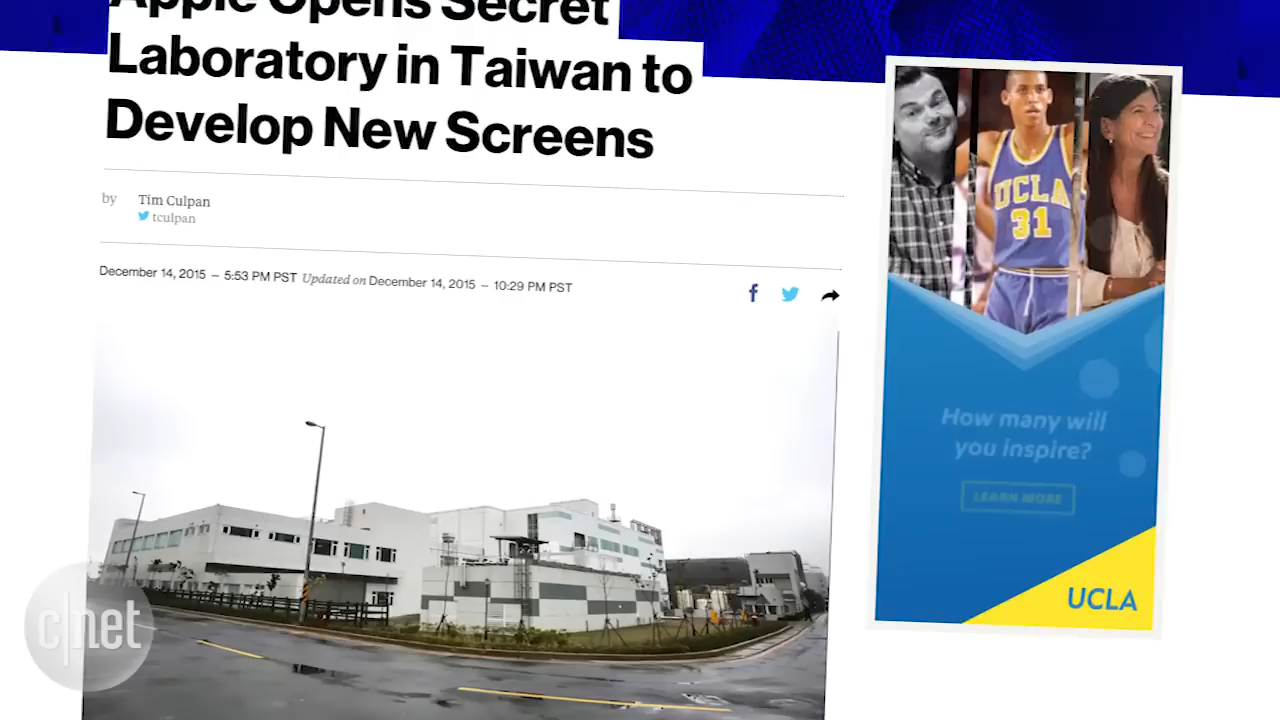 Apple Opens Secret
Laboratory in Taiwan to
Develop New Screens
by Tim Culpan
tculpan
December 14, 2015 — 5:53 PM PST Updated on December 14, 2015 — 10:29 PM PST
f
UCLA
31
How many will
you inspire?
LEARN MORE
UCLA
c|net